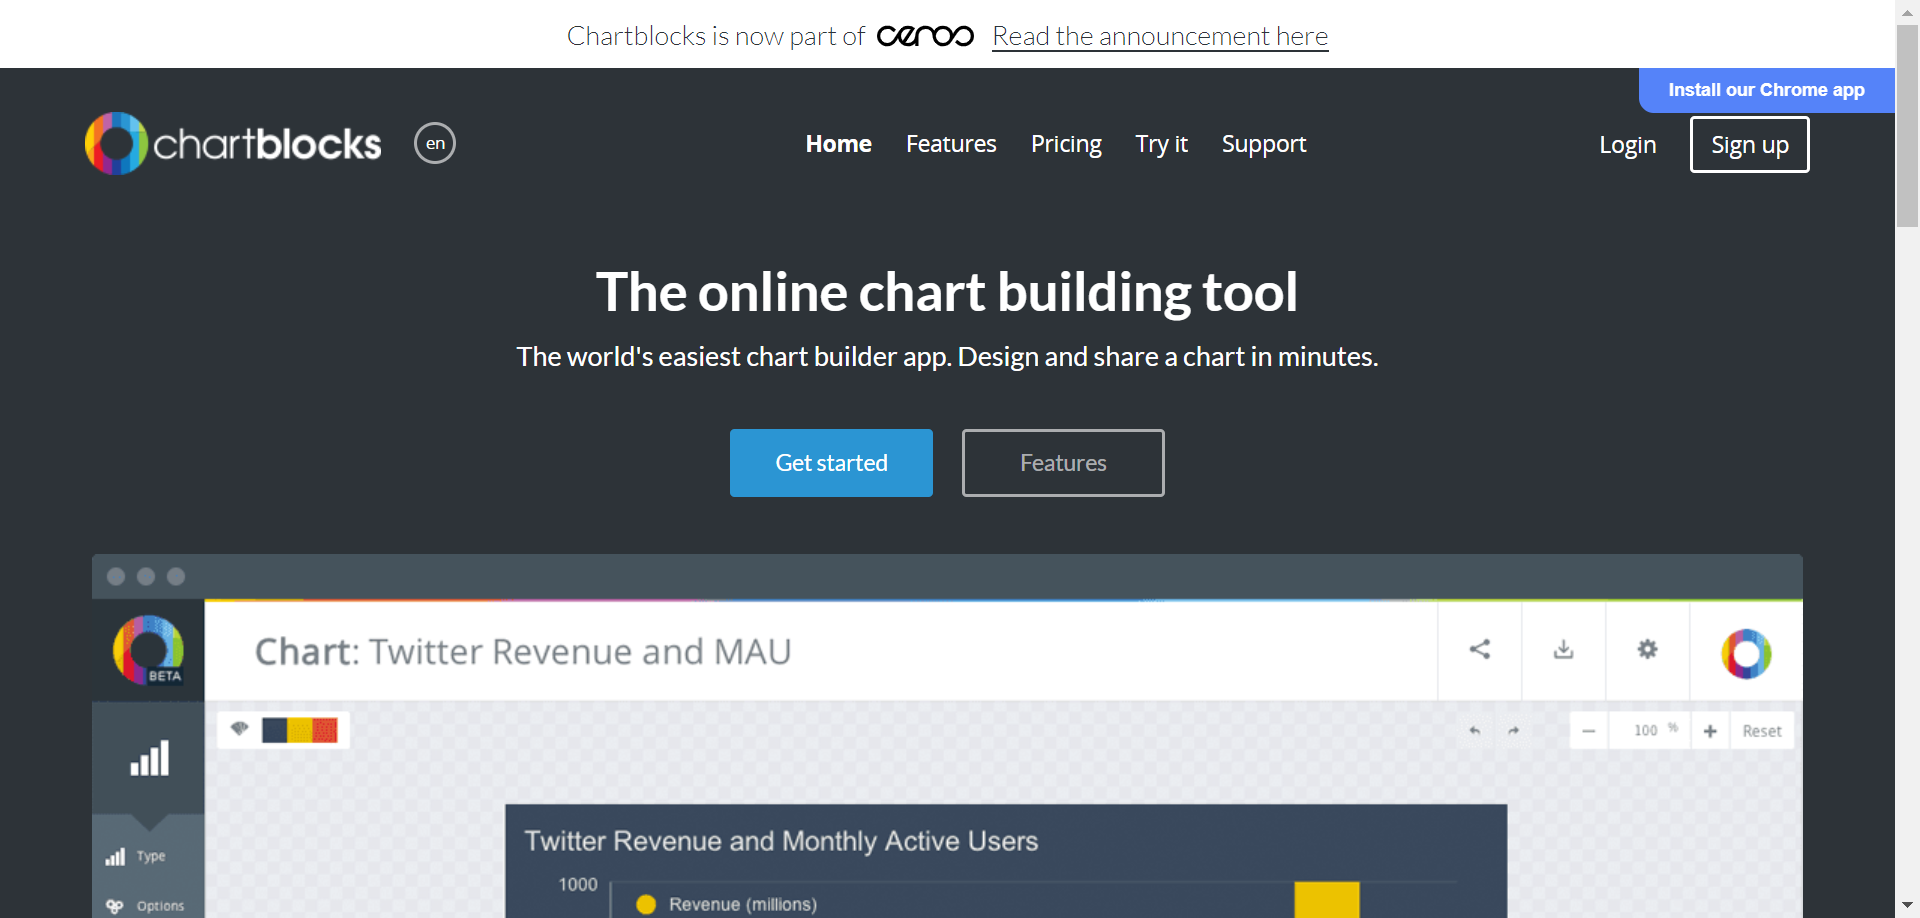 Chartblocks is now part of ceros Read the announcement here
Install our Chrome app
chartblocks en Home Features Pricing Try it Support Login Sign up
The online chart building tool
The world's easiest chart builder app. Design and share a chart in minutes.
Get started Features
BETA Chart: Twitter Revenue and MAU
100 % Reset
Twitter Revenue and Monthly Active Users
Type
1000
Revenue (millions)
Options